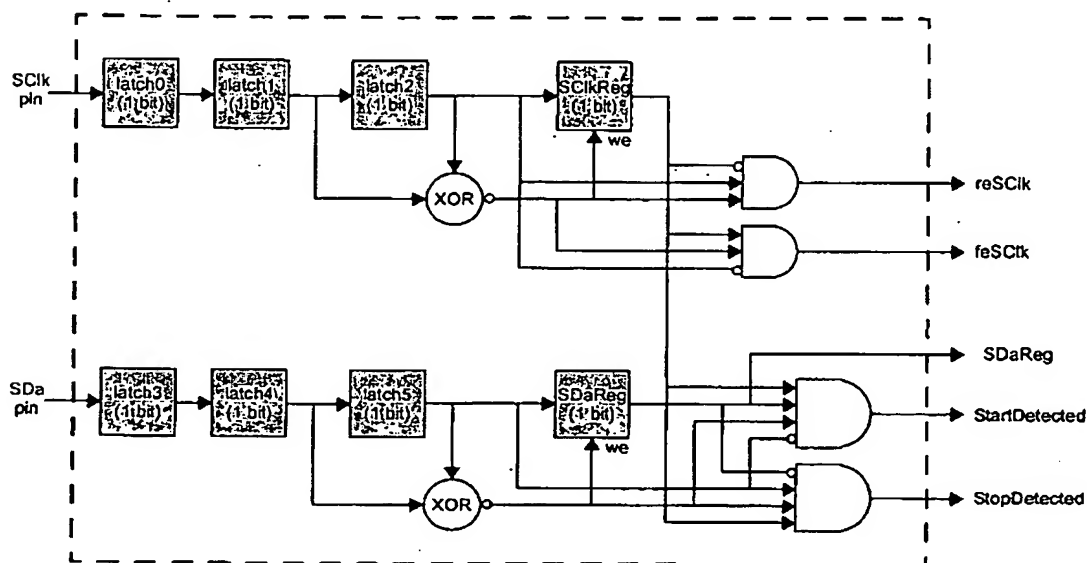 SClk
pin
latch0
(1 bit)
latch1
(1 bit)
latch2
(1 bit)
SClkReg
(1 bit)
we
XOR
reSClk
feSClk
SDa
pin
latch3
(1 bit)
latch4
(1 bit)
latch5
(1 bit)
SDaReg
(1 bit)
we
XOR
SDaReg
StartDetected
StopDetected